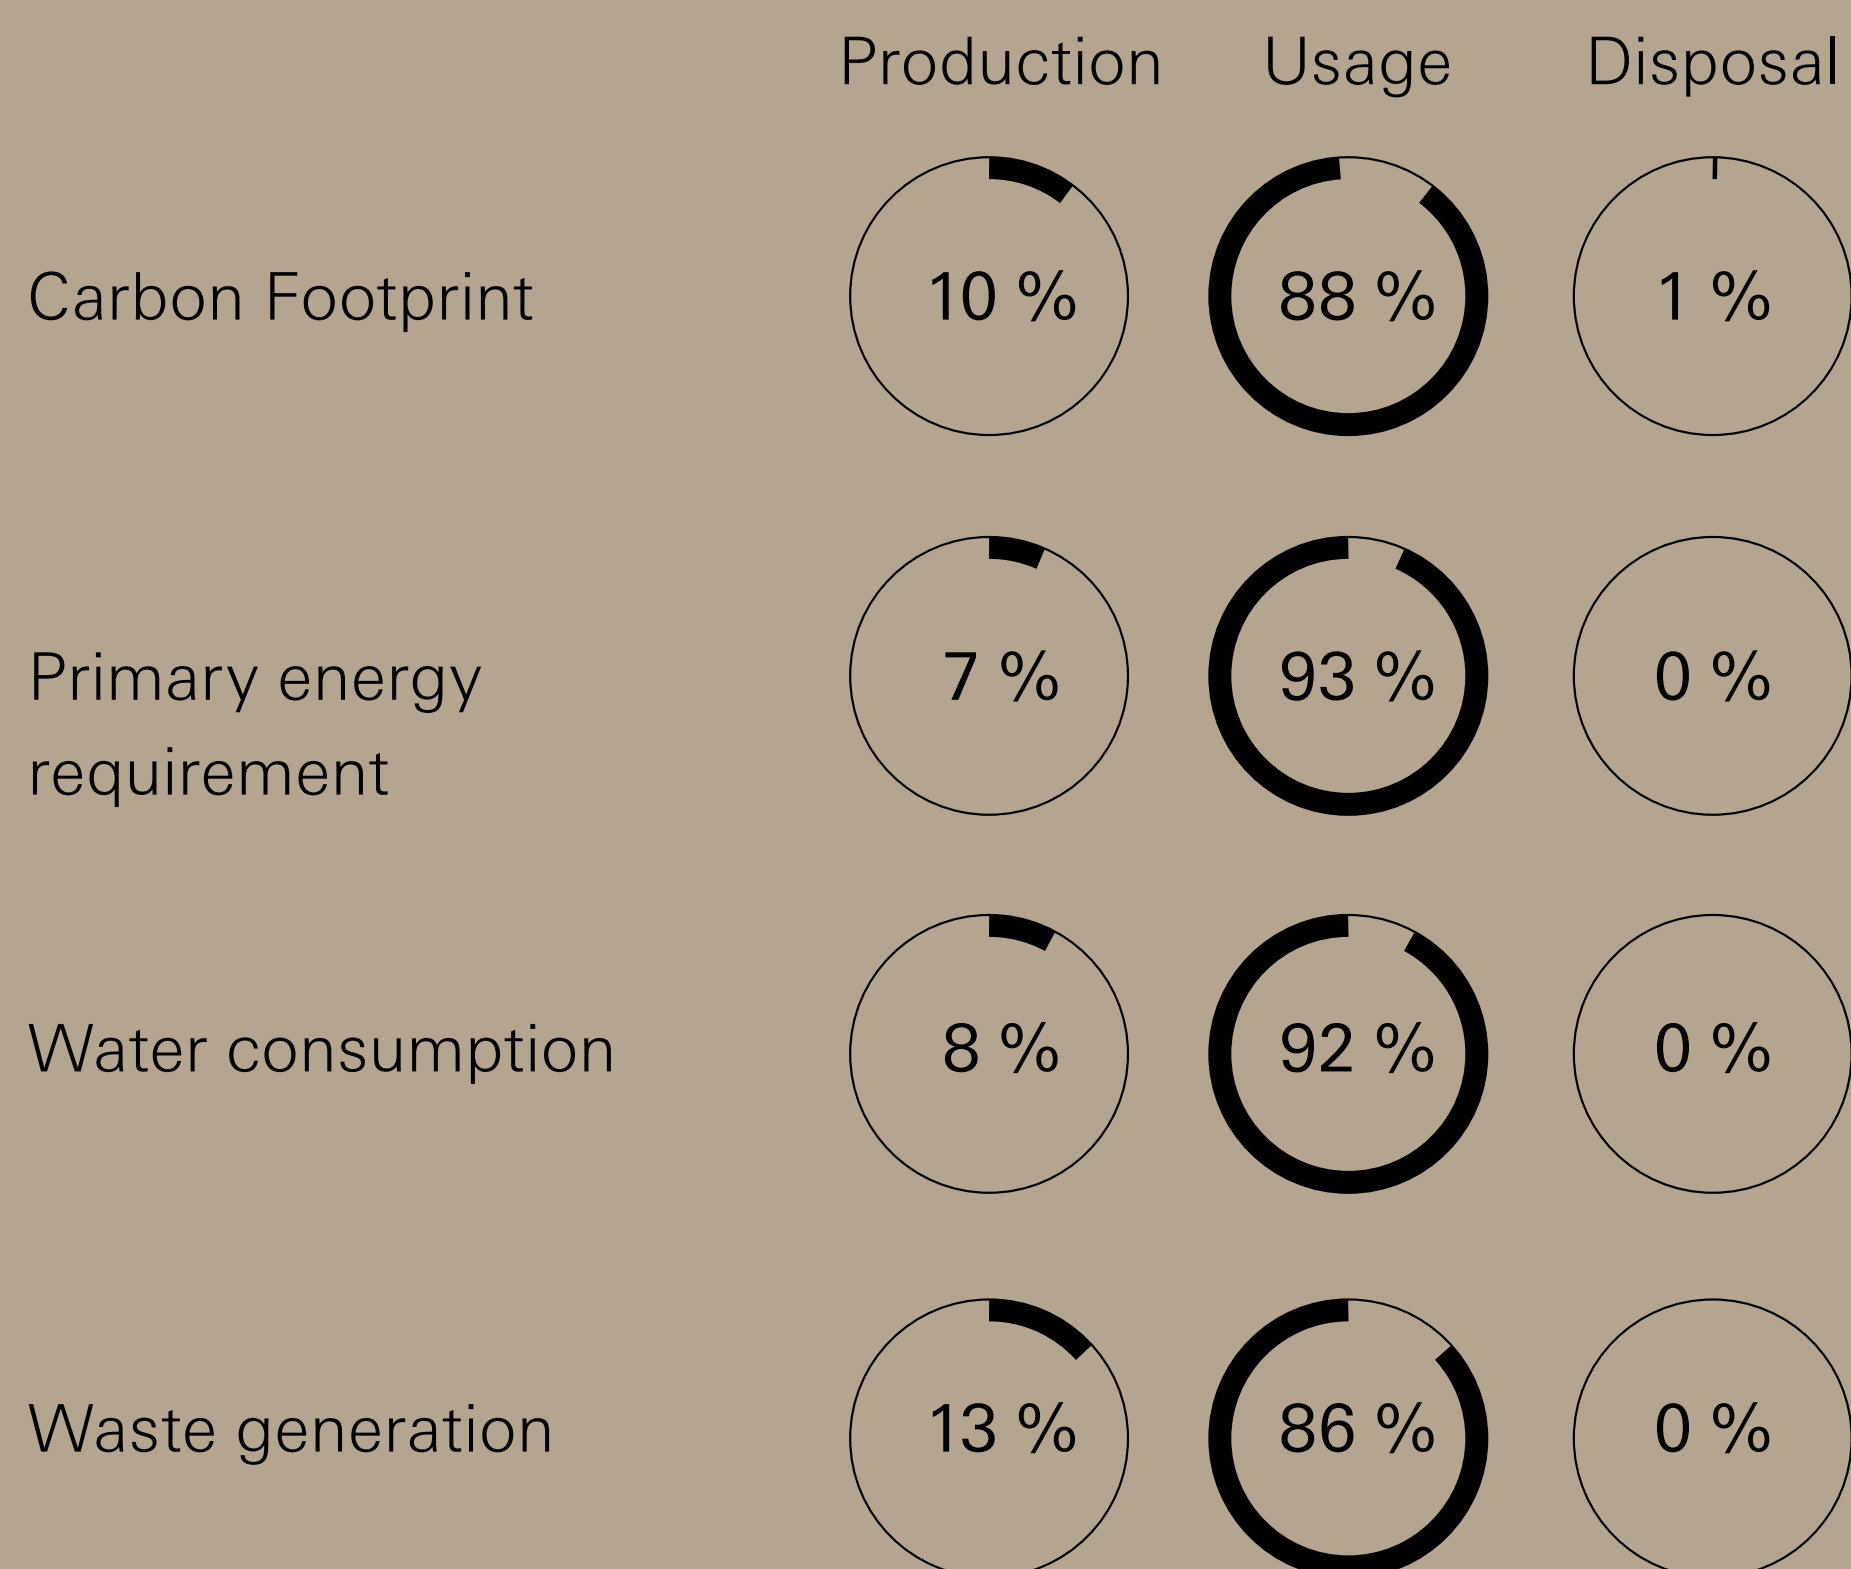 Production Usage Disposal
Carbon Footprint 10 % 88 % 1 %
Primary energy 7 % 93 % 0 %
requirement
Water consumption 8 % 92 % 0 %
Waste generation 13 % 86 % 0 %